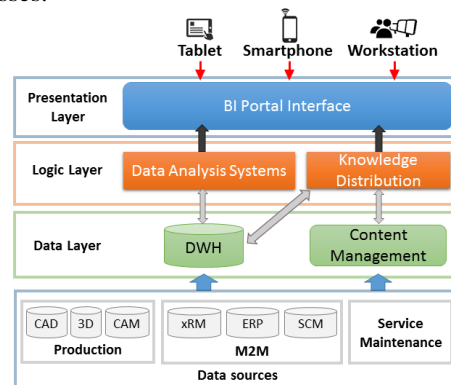 Tablet Smartphone Workstation
Presentation
Layer
BI Portal Interface
Logic Layer
Data Analysis Systems
Knowledge
Distribution
Data Layer
DWH
Content
Management
CAD 3D CAM
Production
xRM ERP SCM
M2M
Service
Maintenance
Data sources